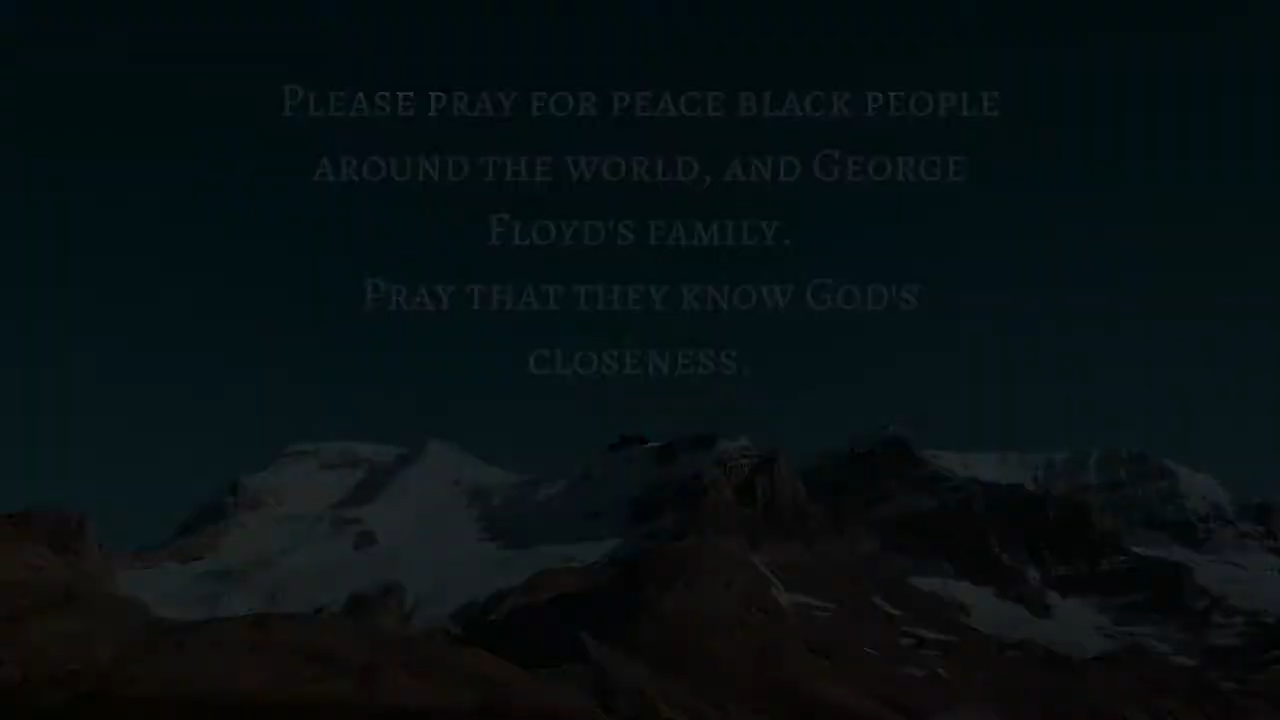 Please pray for peace black people
around the world, and George
Floyd's family.
Pray that they know God's
closeness.